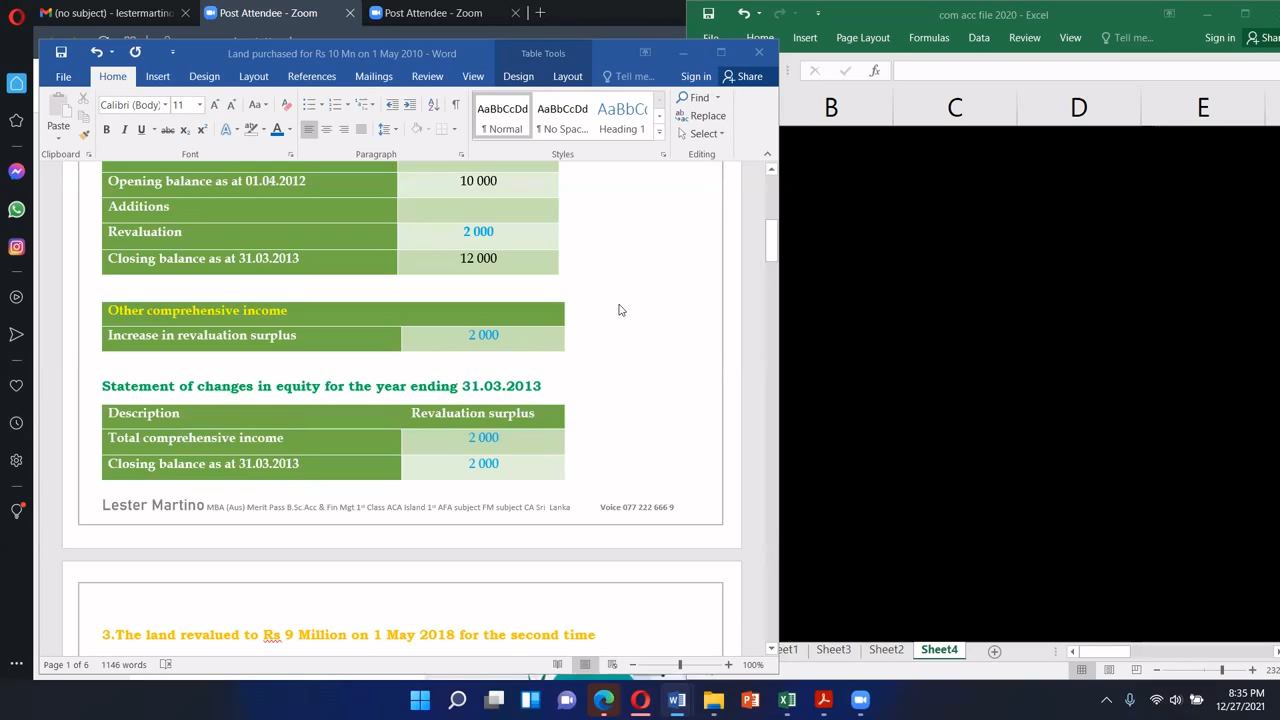 (no subject) - lestermartino
Post Attendee - Zoom
Post Attendee - Zoom
com acc file 2020 - Excel
Land purchased for Rs 10 Mn on 1 May 2010 - Word
Table Tools
File Home Insert Design Layout References Mailings Review View Design Layout Tell me... Sign in Share
Insert Page Layout Formulas Data Review View Tell me... Sign in
Paste
Calibri (Body) 11
AaBbCcDd AaBbCcDd
¶ Normal ¶ No Spac... Heading 1
Find
Replace
Select
Clipboard Font Paragraph Styles Editing
fx
B C D E
Opening balance as at 01.04.2012 10 000
Additions
Revaluation 2 000
Closing balance as at 31.03.2013 12 000
Other comprehensive income
Increase in revaluation surplus 2 000
Statement of changes in equity for the year ending 31.03.2013
Description Revaluation surplus
Total comprehensive income 2 000
Closing balance as at 31.03.2013 2 000
Lester Martino MBA (Aus) Merit Pass B.Sc.Acc & Fin Mgt 1st Class ACA Island 1st AFA subject FM subject CA Sri Lanka Voice 077 222 666 9
3.The land revalued to Rs 9 Million on 1 May 2018 for the second time
Page 1 of 6 1146 words 100%
Sheet3 Sheet2 Sheet4
8:35 PM
12/27/2021